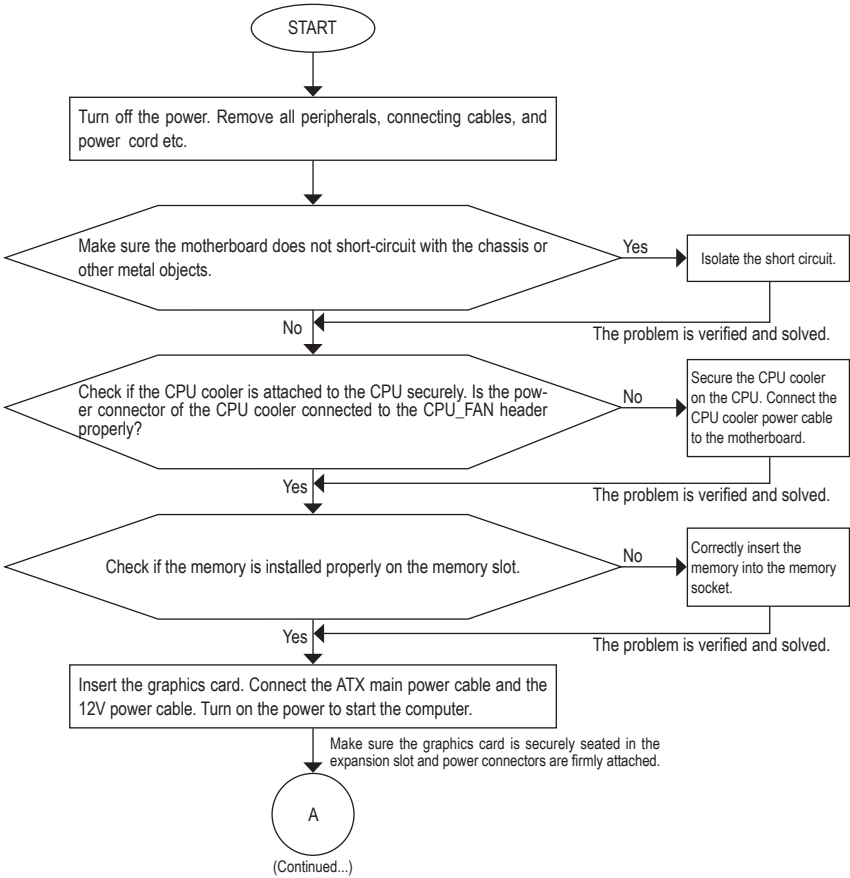 START
Turn off the power. Remove all peripherals, connecting cables, and
power cord etc.
Make sure the motherboard does not short-circuit with the chassis or
other metal objects.
Yes
Isolate the short circuit.
No
The problem is verified and solved.
Check if the CPU cooler is attached to the CPU securely. Is the pow-
er connector of the CPU cooler connected to the CPU_FAN header
properly?
No
Secure the CPU cooler
on the CPU. Connect the
CPU cooler power cable
to the motherboard.
Yes
The problem is verified and solved.
Check if the memory is installed properly on the memory slot.
No
Correctly insert the
memory into the memory
socket.
Yes
The problem is verified and solved.
Insert the graphics card. Connect the ATX main power cable and the
12V power cable. Turn on the power to start the computer.
Make sure the graphics card is securely seated in the
expansion slot and power connectors are firmly attached.
A
(Continued...)